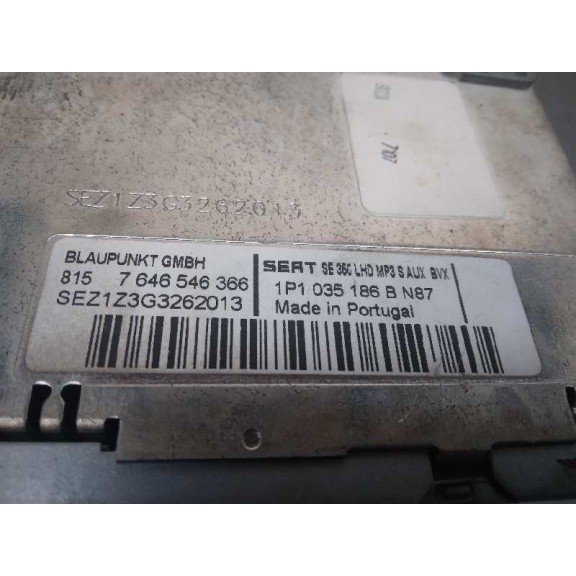 SEZ1Z3G3262013
BLAUPUNKT GMBH
815 7 646 546 366
SEZ1Z3G3262013
SEAT SE 350 LHD MP3 S AUX BVX
1P1 035 186 B N87
Made in Portugal